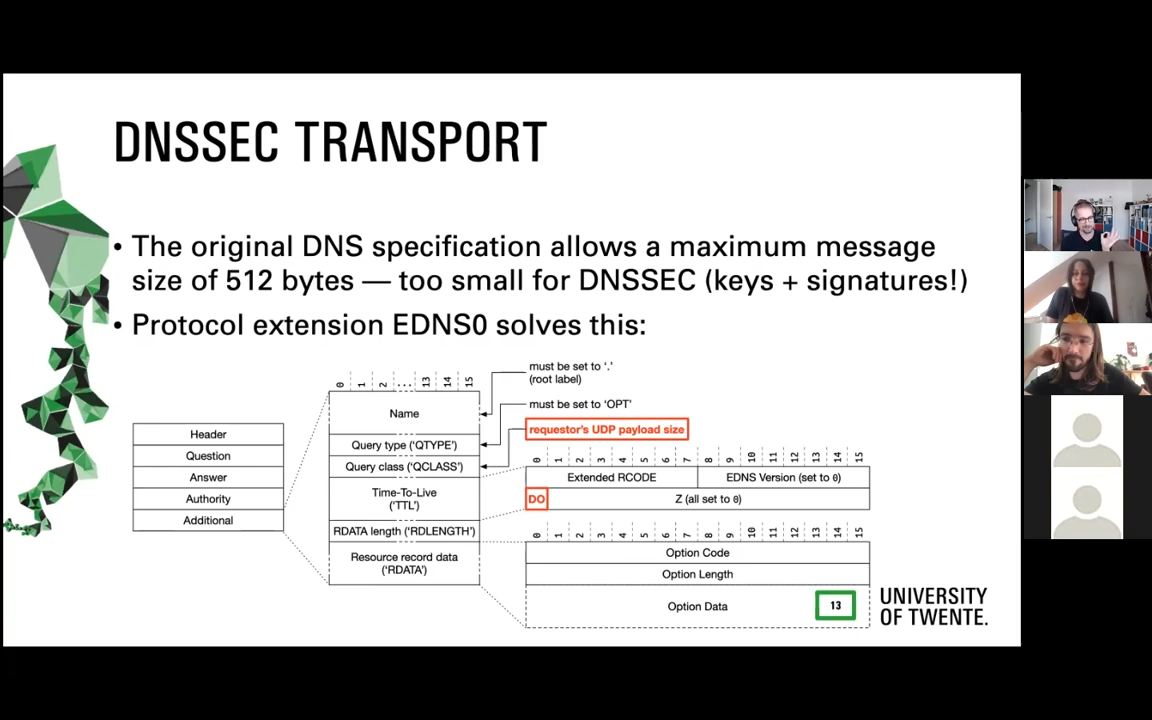 DNSSEC TRANSPORT
• The original DNS specification allows a maximum message
size of 512 bytes — too small for DNSSEC (keys + signatures!)
• Protocol extension EDNS0 solves this:
Header
Question
Answer
Authority
Additional
0 1 2 ... 13 14 15
Name
Query type (‘QTYPE’)
Query class (‘QCLASS’)
Time-To-Live
(‘TTL’)
RDATA length (‘RDLENGTH’)
Resource record data
(‘RDATA’)
must be set to ‘.’
(root label)
must be set to ‘OPT’
requestor's UDP payload size
0 1 2 3 4 5 6 7 8 9 10 11 12 13 14 15
Extended RCODE EDNS Version (set to 0)
DO Z (all set to 0)
0 1 2 3 4 5 6 7 8 9 10 11 12 13 14 15
Option Code
Option Length
Option Data
13
UNIVERSITY
OF TWENTE.